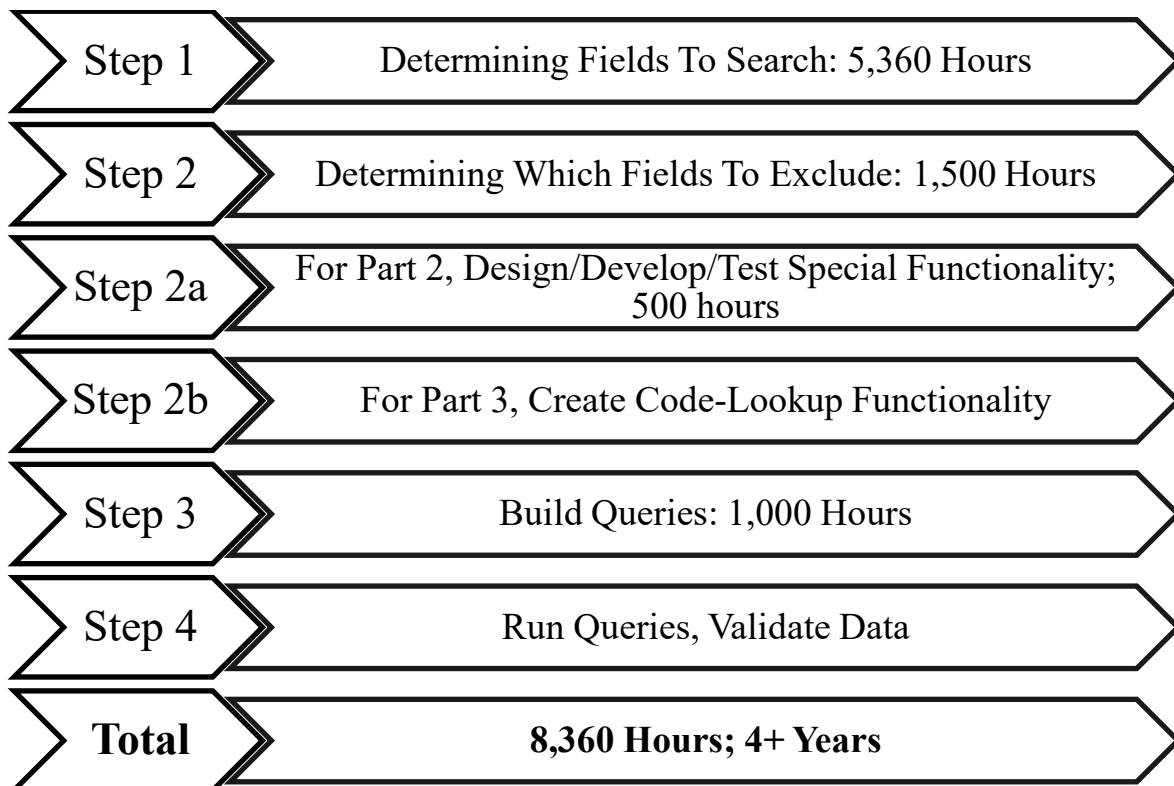 Step 1
Determining Fields To Search: 5,360 Hours
Step 2
Determining Which Fields To Exclude: 1,500 Hours
Step 2a
For Part 2, Design/Develop/Test Special Functionality;
500 hours
Step 2b
For Part 3, Create Code-Lookup Functionality
Step 3
Build Queries: 1,000 Hours
Step 4
Run Queries, Validate Data
Total
8,360 Hours; 4+ Years